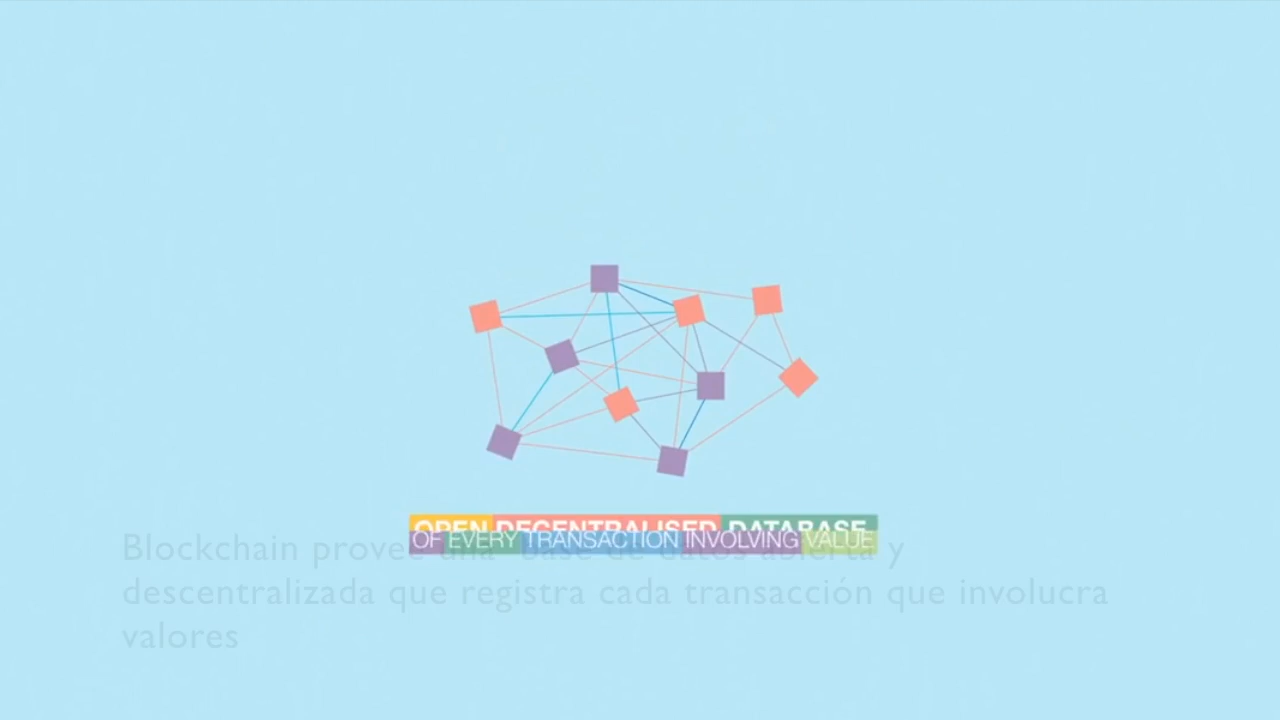 OPEN DECENTRALISED DATABASE
OF EVERY TRANSACTION INVOLVING VALUE
Blockchain provee una base de datos abierta y
descentralizada que registra cada transacción que involucra
valores